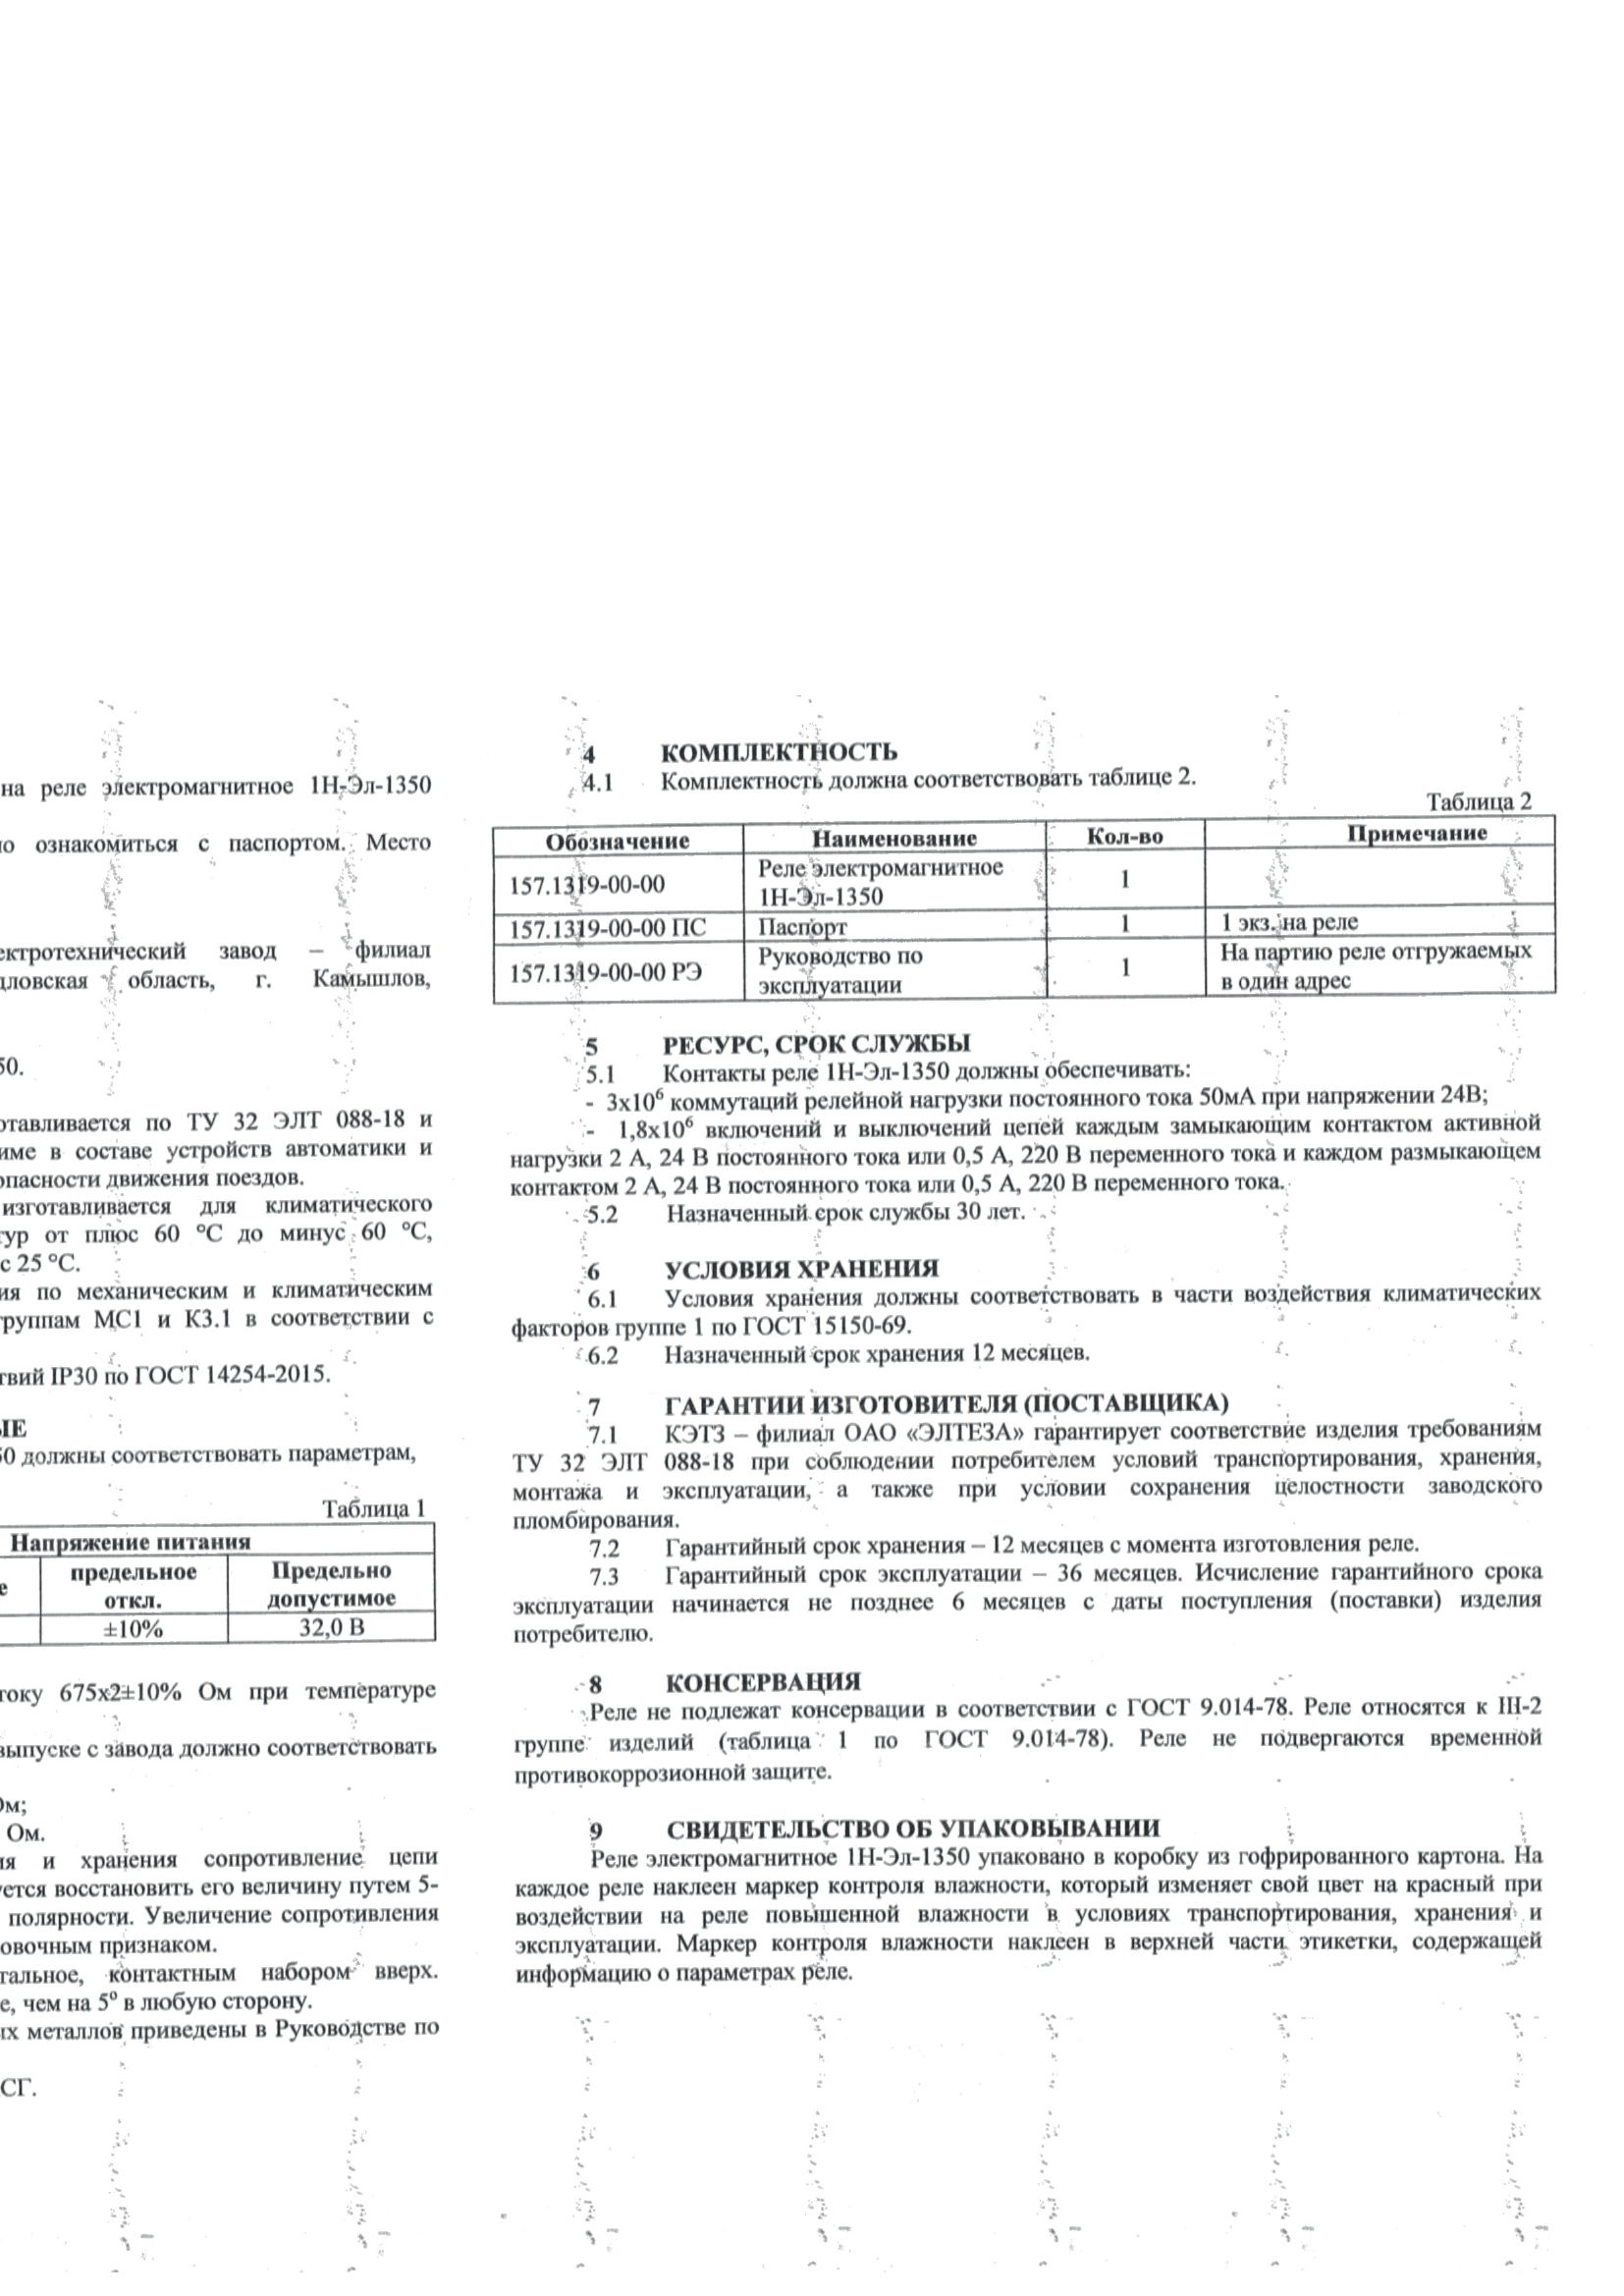 на реле электромагнитное 1Н-Эл-1350
ознакомиться с паспортом. Место
завод – филиал
область, г. Камышлов,
50.
по ТУ 32 ЭЛТ 088-18 и
в составе устройств автоматики и
движения поездов.
изготавливается для климатического
от плюс 60 °С до минус 60 °С,
с 25 °С.
по механическим и климатическим
группам МС1 и К3.1 в соответствии с
IP30 по ГОСТ 14254-2015.
ЫЕ
50 должны соответствовать параметрам,
Таблица 1
Напряжение питания
е предельное откл. Предельно допустимое
±10% 32,0 В
току 675х2±10% Ом при температуре
выпуске с завода должно соответствовать
Ом;
Ом.
ия и хранения сопротивление цепи
уется восстановить его величину путем 5-
полярности. Увеличение сопротивления
овочным признаком.
тальное, контактным набором вверх.
е, чем на 5⁰ в любую сторону.
ых металлов приведены в Руководстве по
СГ.
4 КОМПЛЕКТНОСТЬ
4.1 Комплектность должна соответствовать таблице 2.
Таблица 2
Обозначение Наименование Кол-во Примечание
157.1319-00-00 Реле электромагнитное 1Н-Эл-1350 1
157.1319-00-00 ПС Паспорт 1 1 экз. на реле
157.1319-00-00 РЭ Руководство по эксплуатации 1 На партию реле отгружаемых в один адрес
5 РЕСУРС, СРОК СЛУЖБЫ
5.1 Контакты реле 1Н-Эл-1350 должны обеспечивать:
- 3х10⁶ коммутаций релейной нагрузки постоянного тока 50мА при напряжении 24В;
- 1,8х10⁶ включений и выключений цепей каждым замыкающим контактом активной
нагрузки 2 А, 24 В постоянного тока или 0,5 А, 220 В переменного тока и каждом размыкающем
контактом 2 А, 24 В постоянного тока или 0,5 А, 220 В переменного тока.
5.2 Назначенный срок службы 30 лет.
6 УСЛОВИЯ ХРАНЕНИЯ
6.1 Условия хранения должны соответствовать в части воздействия климатических
факторов группе 1 по ГОСТ 15150-69.
6.2 Назначенный срок хранения 12 месяцев.
7 ГАРАНТИИ ИЗГОТОВИТЕЛЯ (ПОСТАВЩИКА)
7.1 КЭТЗ – филиал ОАО «ЭЛТЕЗА» гарантирует соответствие изделия требованиям
ТУ 32 ЭЛТ 088-18 при соблюдении потребителем условий транспортирования, хранения,
монтажа и эксплуатации, а также при условии сохранения целостности заводского
пломбирования.
7.2 Гарантийный срок хранения – 12 месяцев с момента изготовления реле.
7.3 Гарантийный срок эксплуатации – 36 месяцев. Исчисление гарантийного срока
эксплуатации начинается не позднее 6 месяцев с даты поступления (поставки) изделия
потребителю.
8 КОНСЕРВАЦИЯ
Реле не подлежат консервации в соответствии с ГОСТ 9.014-78. Реле относятся к III-2
группе изделий (таблица 1 по ГОСТ 9.014-78). Реле не подвергаются временной
противокоррозионной защите.
9 СВИДЕТЕЛЬСТВО ОБ УПАКОВЫВАНИИ
Реле электромагнитное 1Н-Эл-1350 упаковано в коробку из гофрированного картона. На
каждое реле наклеен маркер контроля влажности, который изменяет свой цвет на красный при
воздействии на реле повышенной влажности в условиях транспортирования, хранения и
эксплуатации. Маркер контроля влажности наклеен в верхней части этикетки, содержащей
информацию о параметрах реле.